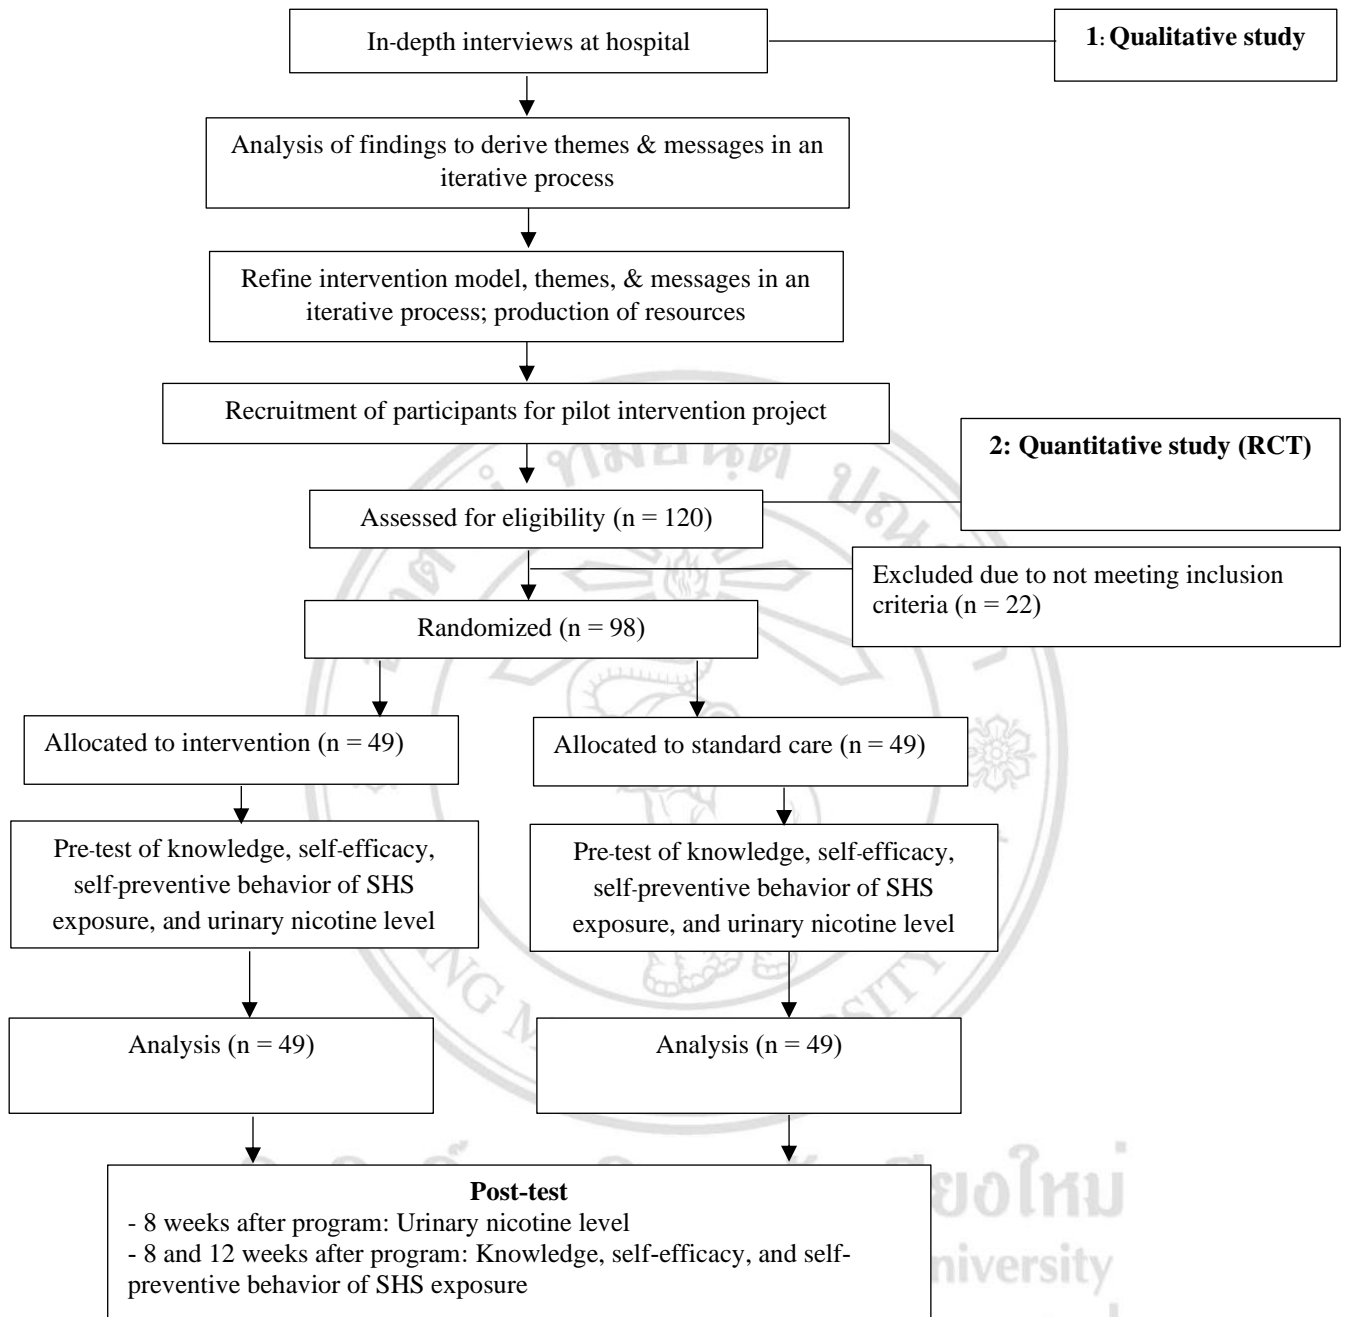 In-depth interviews at hospital
1: Qualitative study
Analysis of findings to derive themes & messages in an
iterative process
Refine intervention model, themes, & messages in an
iterative process; production of resources
Recruitment of participants for pilot intervention project
2: Quantitative study (RCT)
Assessed for eligibility (n = 120)
Excluded due to not meeting inclusion
criteria (n = 22)
Randomized (n = 98)
Allocated to intervention (n = 49)
Allocated to standard care (n = 49)
Pre-test of knowledge, self-efficacy,
self-preventive behavior of SHS
exposure, and urinary nicotine level
Pre-test of knowledge, self-efficacy,
self-preventive behavior of SHS
exposure, and urinary nicotine level
Analysis (n = 49)
Analysis (n = 49)
Post-test
- 8 weeks after program: Urinary nicotine level
- 8 and 12 weeks after program: Knowledge, self-efficacy, and self-
preventive behavior of SHS exposure